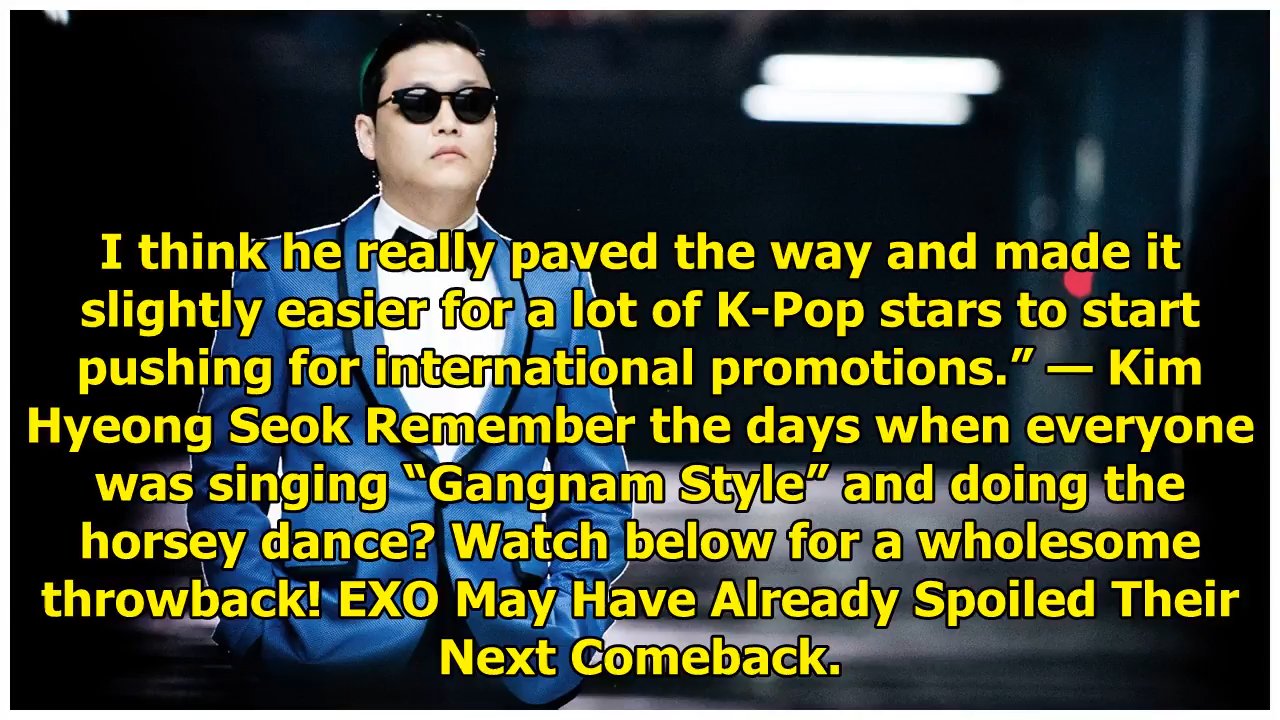 I think he really paved the way and made it
slightly easier for a lot of K-Pop stars to start
pushing for international promotions.” — Kim
Hyeong Seok Remember the days when everyone
was singing “Gangnam Style” and doing the
horsey dance? Watch below for a wholesome
throwback! EXO May Have Already Spoiled Their
Next Comeback.